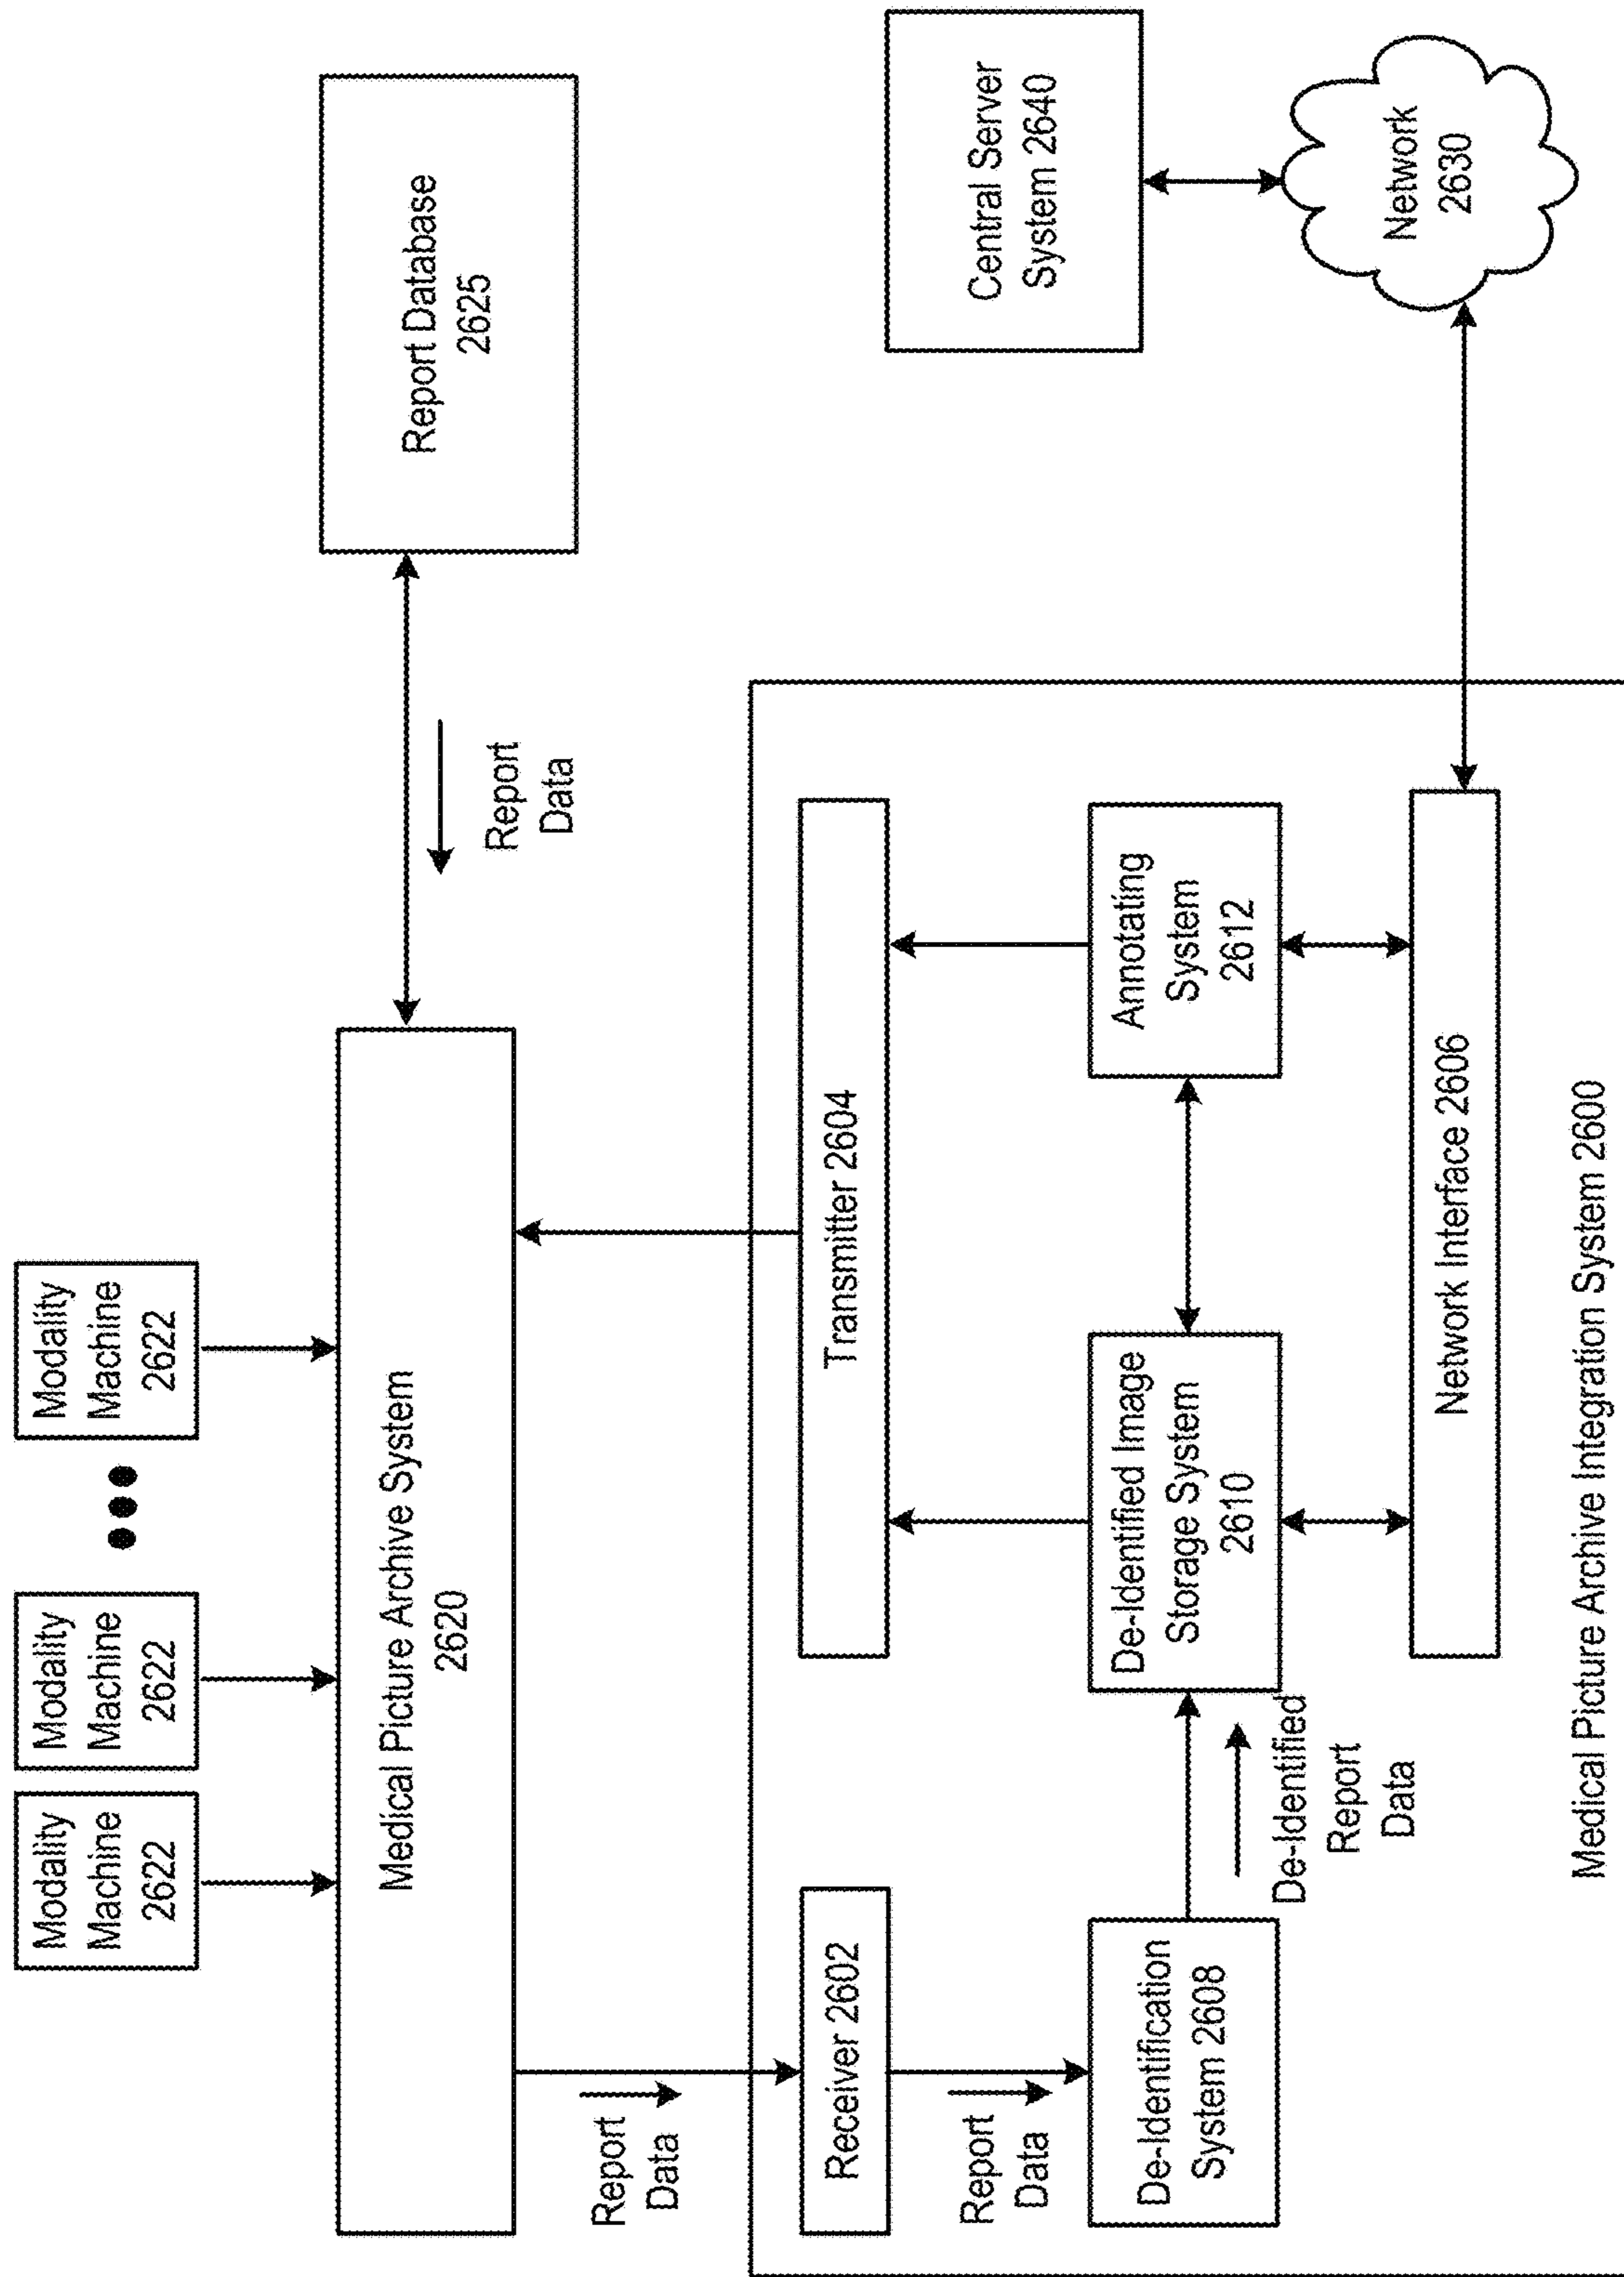 Modality
Machine
2622
Modality
Machine
2622
Modality
Machine
2622
Medical Picture Archive System
2620
Report Database
2625
Report
Data
Report
Data
Receiver 2602
Transmitter 2604
Report
Data
De-Identification
System 2608
De-Identified
Report
Data
De-Identified Image
Storage System
2610
Annotating
System
2612
Network Interface 2606
Medical Picture Archive Integration System 2600
Central Server
System 2640
Network
2630